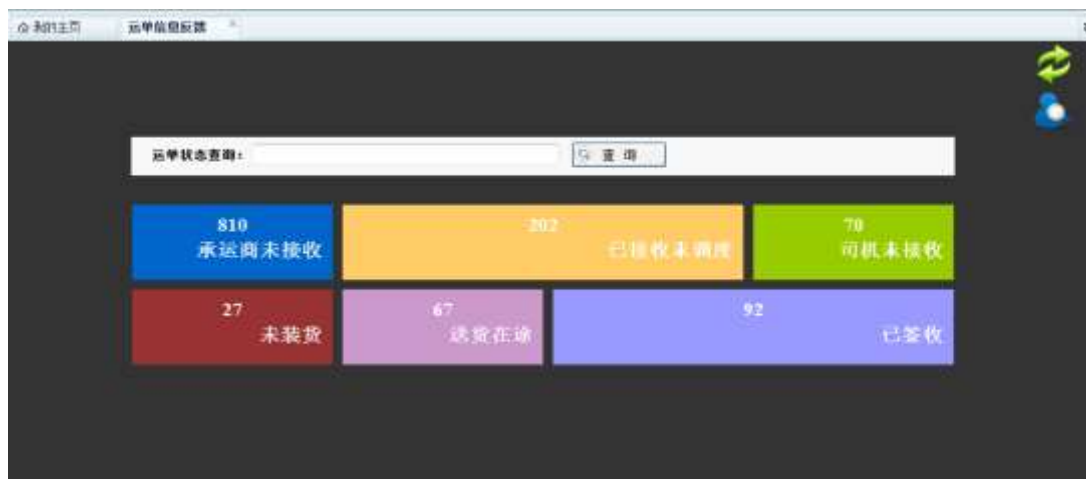 我的主页 运单信息反馈
运单状态查询: 查询
810
承运商未接收
202
已接收未调度
70
司机未接收
27
未装货
67
送货在途
92
已签收